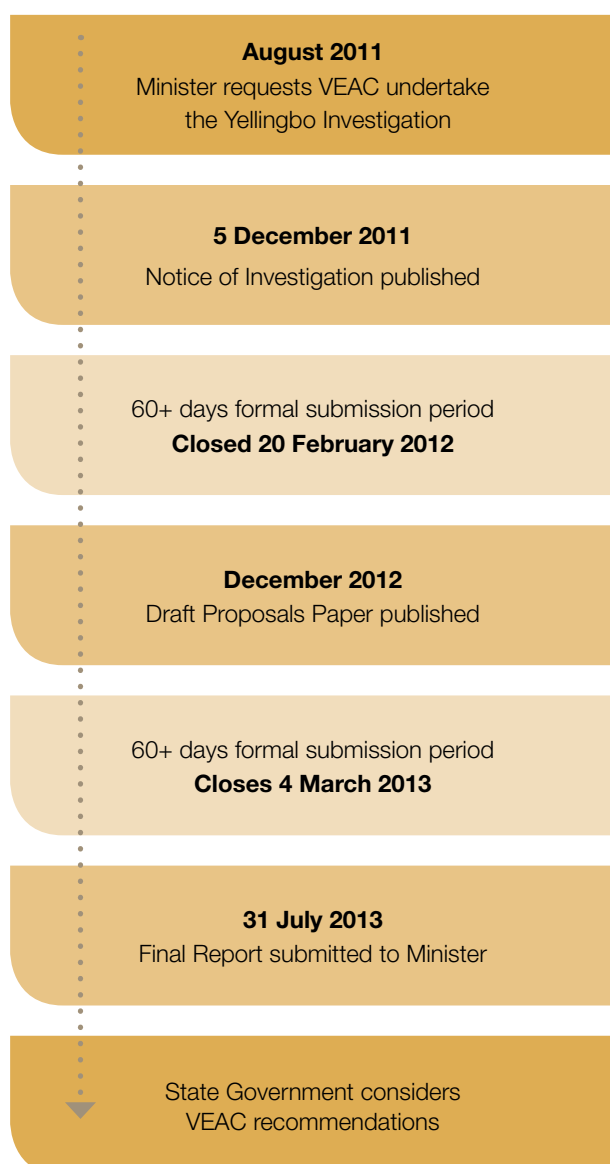 August 2011
Minister requests VEAC undertake
the Yellingbo Investigation
5 December 2011
Notice of Investigation published
60+ days formal submission period
Closed 20 February 2012
December 2012
Draft Proposals Paper published
60+ days formal submission period
Closes 4 March 2013
31 July 2013
Final Report submitted to Minister
State Government considers
VEAC recommendations